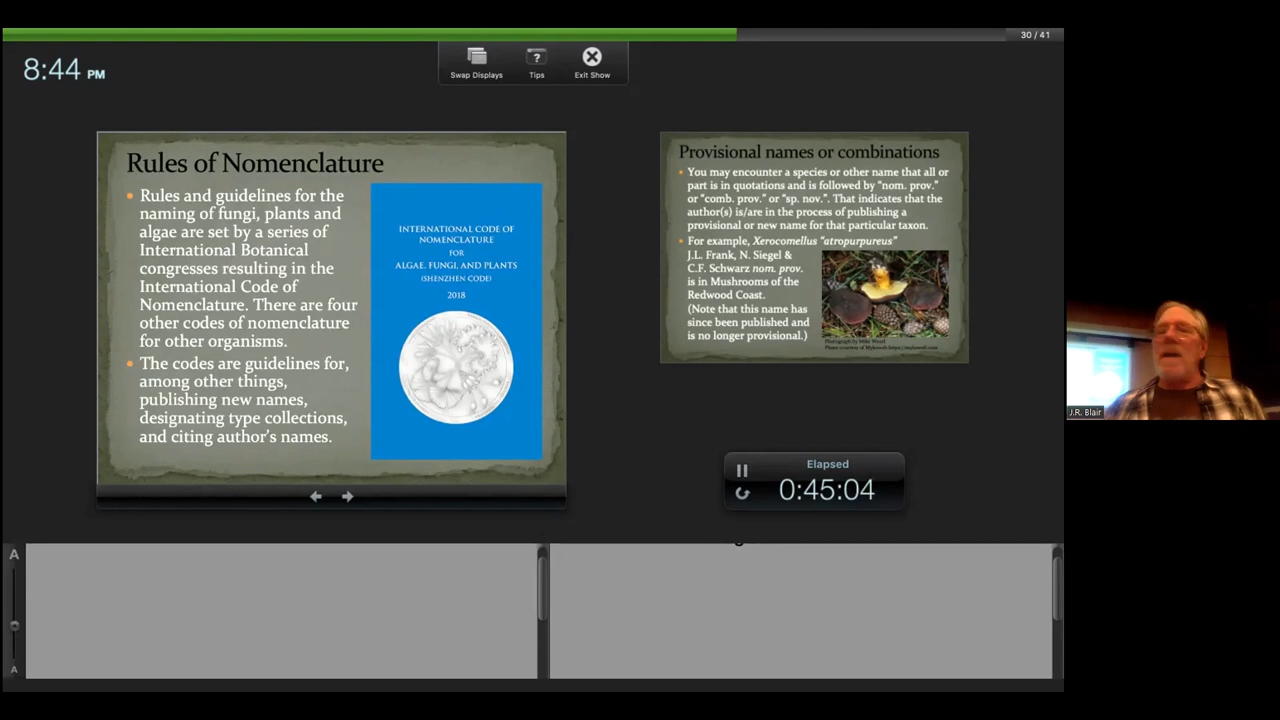 30 / 41
8:44 PM
Swap Displays
Tips
Exit Show
Rules of Nomenclature
• Rules and guidelines for the
naming of fungi, plants and
algae are set by a series of
International Botanical
congresses resulting in the
International Code of
Nomenclature. There are four
other codes of nomenclature
for other organisms.
• The codes are guidelines for,
among other things,
publishing new names,
designating type collections,
and citing author's names.
INTERNATIONAL CODE OF
NOMENCLATURE
FOR
ALGAE, FUNGI, AND PLANTS
(SHENZHEN CODE)
2018
Provisional names or combinations
• You may encounter a species or other name that all or
part is in quotations and is followed by "nom. prov."
or "comb. prov." or "sp. nov.". That indicates that the
author(s) is/are in the process of publishing a
provisional or new name for that particular taxon.
• For example, Xerocomellus "atropurpureus"
J.L. Frank, N. Siegel &
C.F. Schwarz nom. prov.
is in Mushrooms of the
Redwood Coast.
(Note that this name has
since been published and
is no longer provisional.)
Photograph by Mike Wood
J.R. Blair
Elapsed
0:45:04
A
A